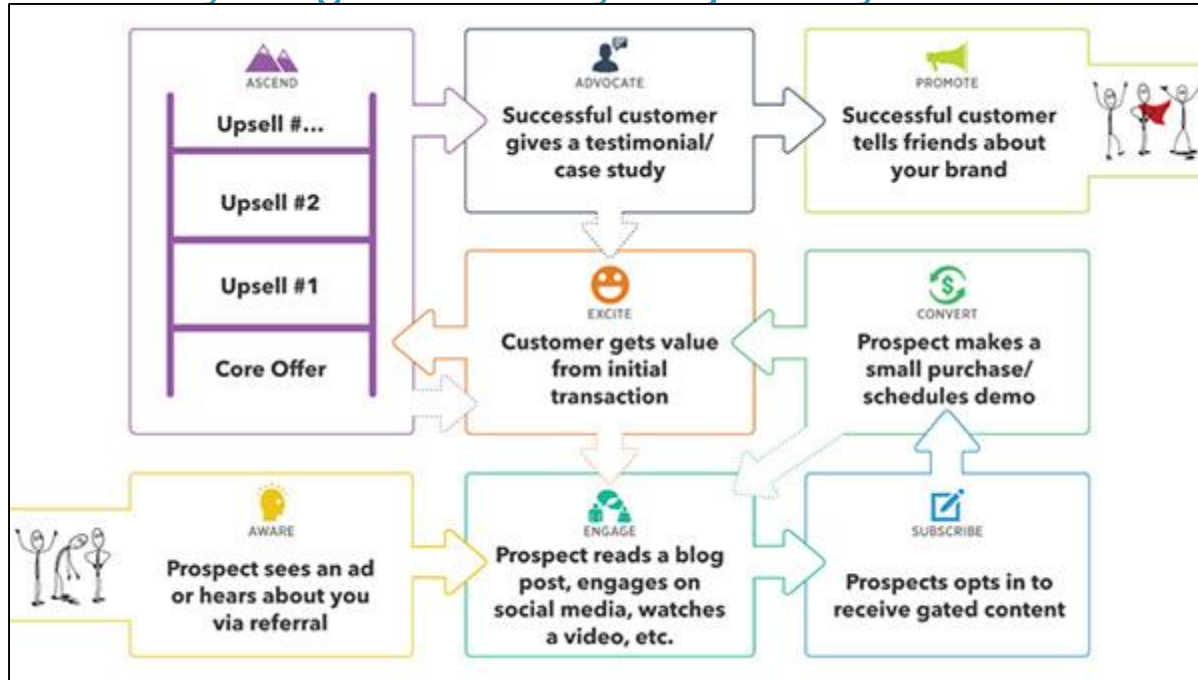 ASCEND
Upsell #...
Upsell #2
Upsell #1
Core Offer
ADVOCATE
Successful customer
gives a testimonial/
case study
PROMOTE
Successful customer
tells friends about
your brand
EXCITE
Customer gets value
from initial
transaction
CONVERT
Prospect makes a
small purchase/
schedules demo
AWARE
Prospect sees an ad
or hears about you
via referral
ENGAGE
Prospect reads a blog
post, engages on
social media, watches
a video, etc.
SUBSCRIBE
Prospects opts in to
receive gated content